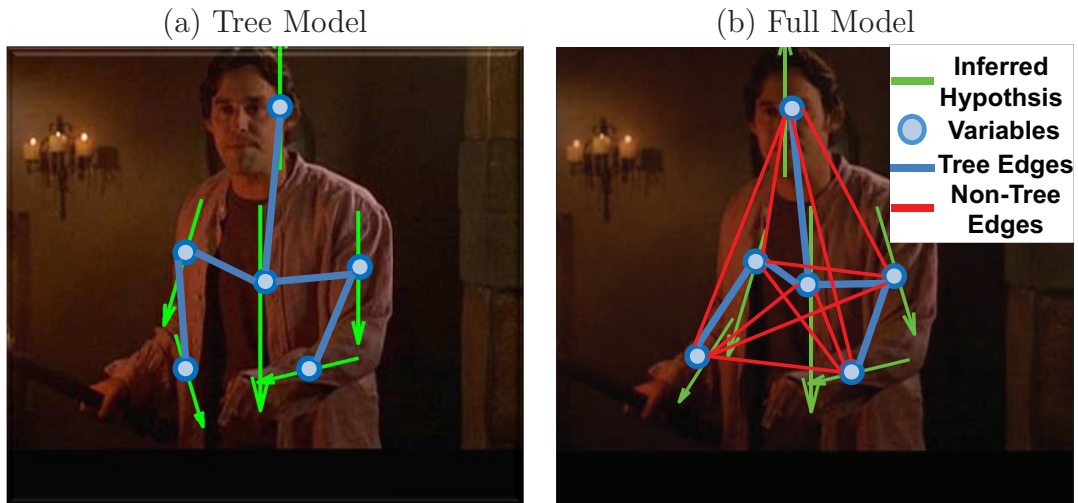 (a) Tree Model
(b) Full Model
Inferred
Hypothsis
Variables
Tree Edges
Non-Tree
Edges